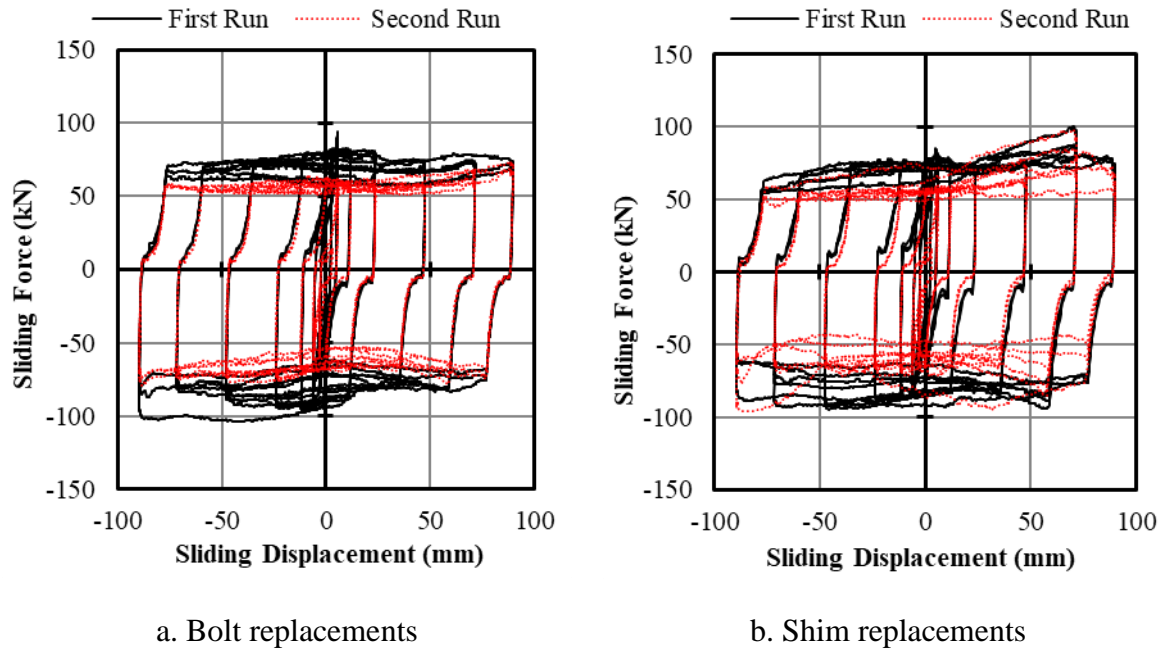 First Run Second Run
150
100
50
0
-50
-100
-150
-100 -50 0 50 100
Sliding Force (kN)
Sliding Displacement (mm)
a. Bolt replacements
First Run Second Run
150
100
50
0
-50
-100
-150
-100 -50 0 50 100
Sliding Force (kN)
Sliding Displacement (mm)
b. Shim replacements